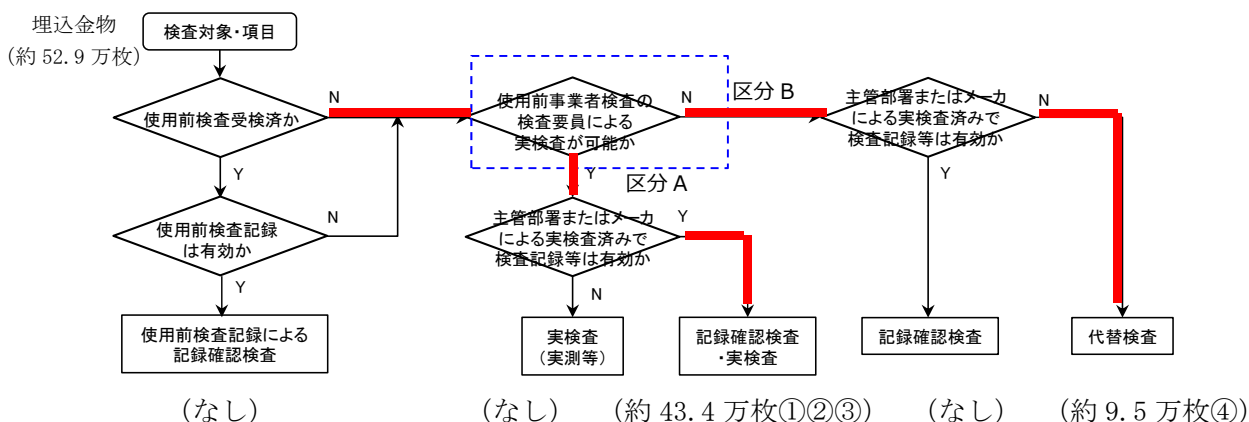 埋込金物
(約 52.9 万枚)
検査対象・項目
使用前検査受検済か
N
Y
使用前検査記録
は有効か
N
Y
使用前検査記録による
記録確認検査
(なし)
使用前事業者検査の
検査要員による
実検査が可能か
N
区分 B
Y
区分 A
主管部署またはメーカ
による実検査済みで
検査記録等は有効か
Y
N
実検査
(実測等)
(なし)
記録確認検査
・実検査
(約 43.4 万枚①②③)
主管部署またはメーカ
による実検査済みで
検査記録等は有効か
N
Y
記録確認検査
(なし)
代替検査
(約 9.5 万枚④)